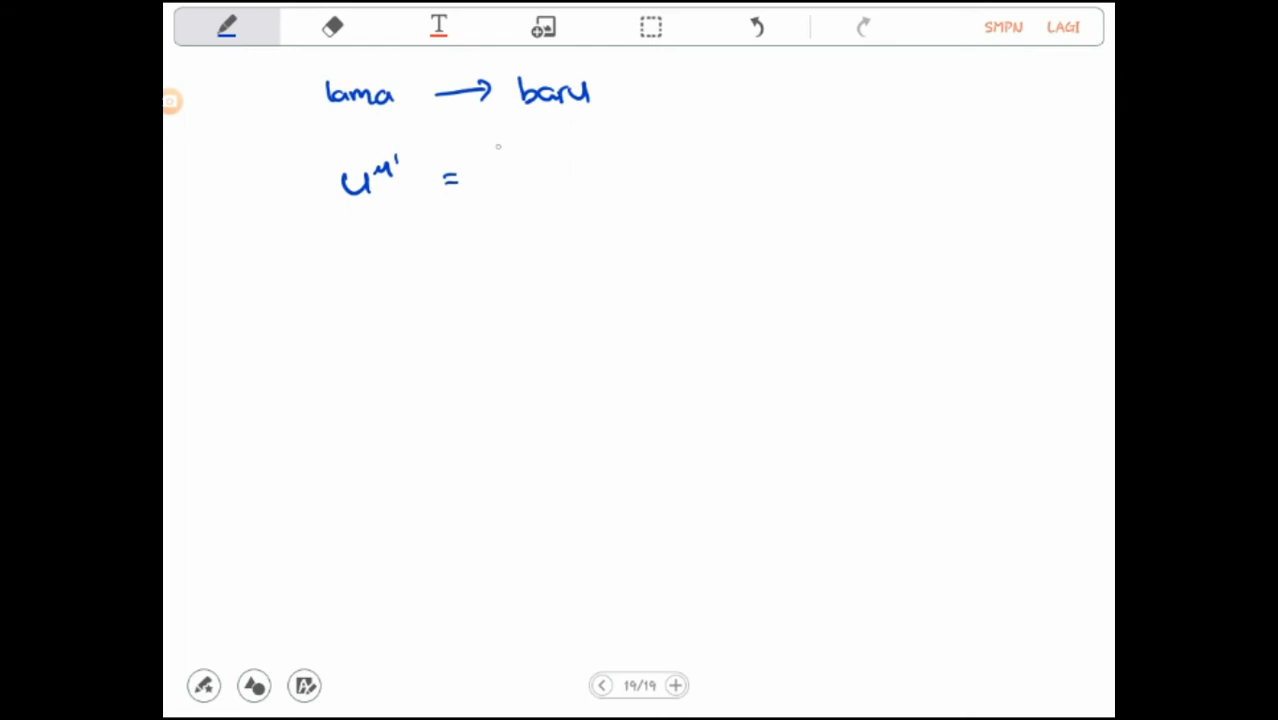 T SMPN LAGI
lama → baru
u^μ' =
19/19